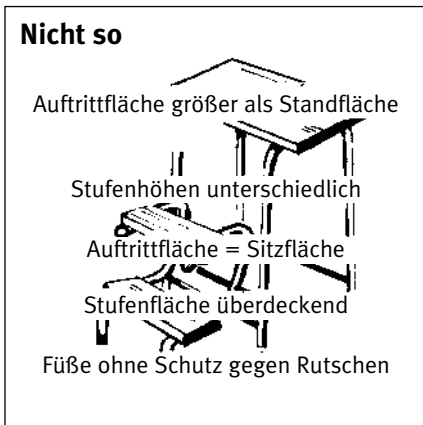 Nicht so
Auftrittfläche größer als Standfläche
Stufenhöhen unterschiedlich
Auftrittfläche = Sitzfläche
Stufenfläche überdeckend
Füße ohne Schutz gegen Rutschen